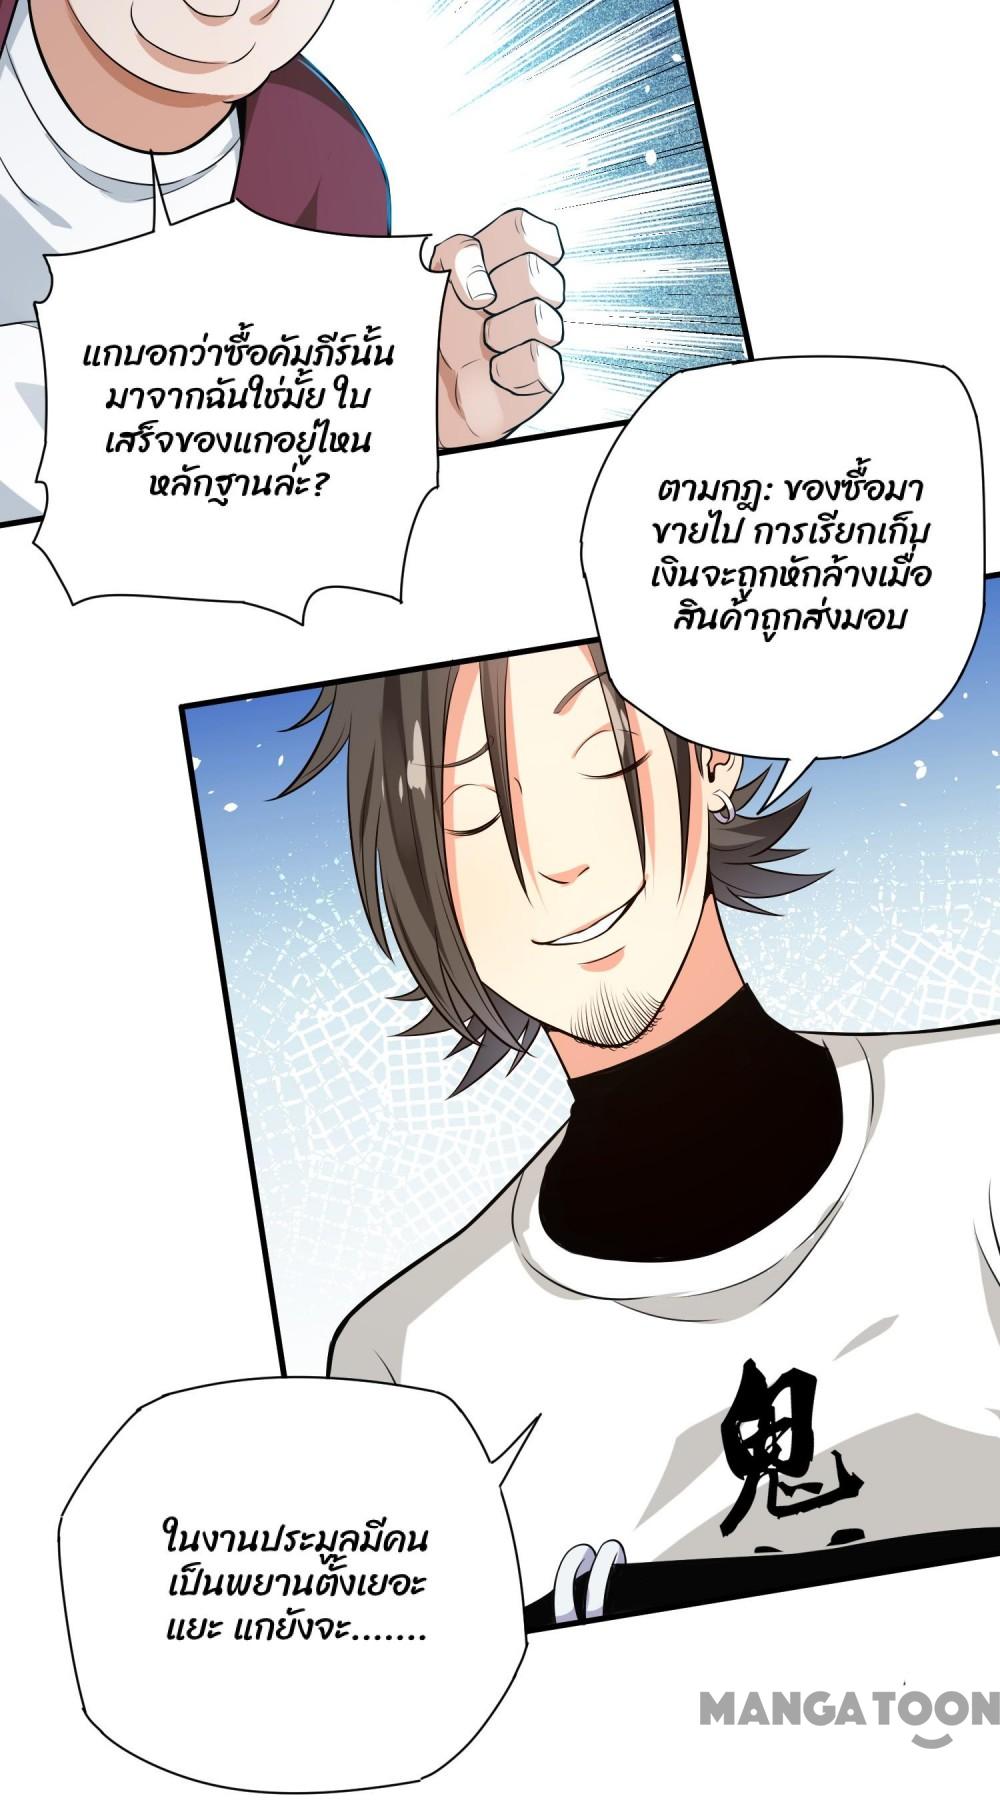 แกบอกว่าซื้อคัมภีร์นั้น
มาจากฉันใช่มั้ย ใบ
เสร็จของแกอยู่ไหน
หลักฐานล่ะ?
ตามกฎ: ของซื้อมา
ขายไป การเรียกเก็บ
เงินจะถูกหักล้างเมื่อ
สินค้าถูกส่งมอบ
鬼
ในงานประมูลมีคน
เป็นพยานตั้งเยอะ
แยะ แกยังจะ.......
MANGATOON